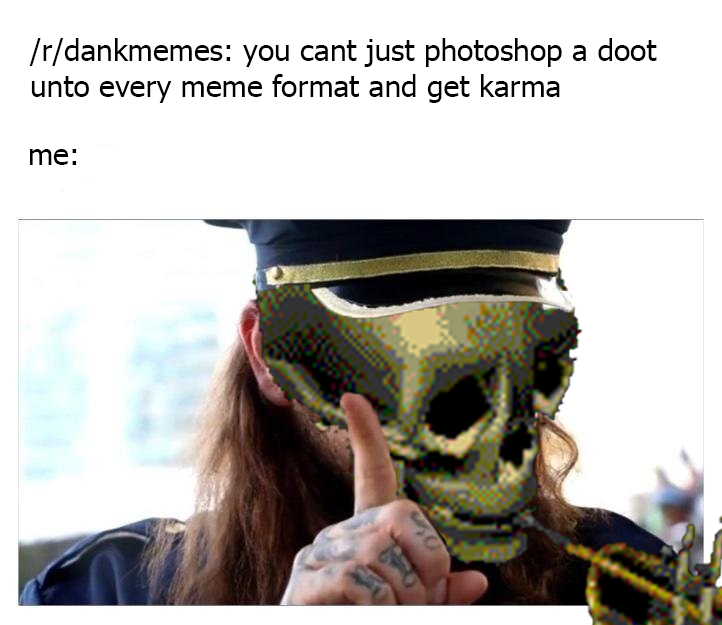 /r/dankmemes: you cant just photoshop a doot
unto every meme format and get karma
me: